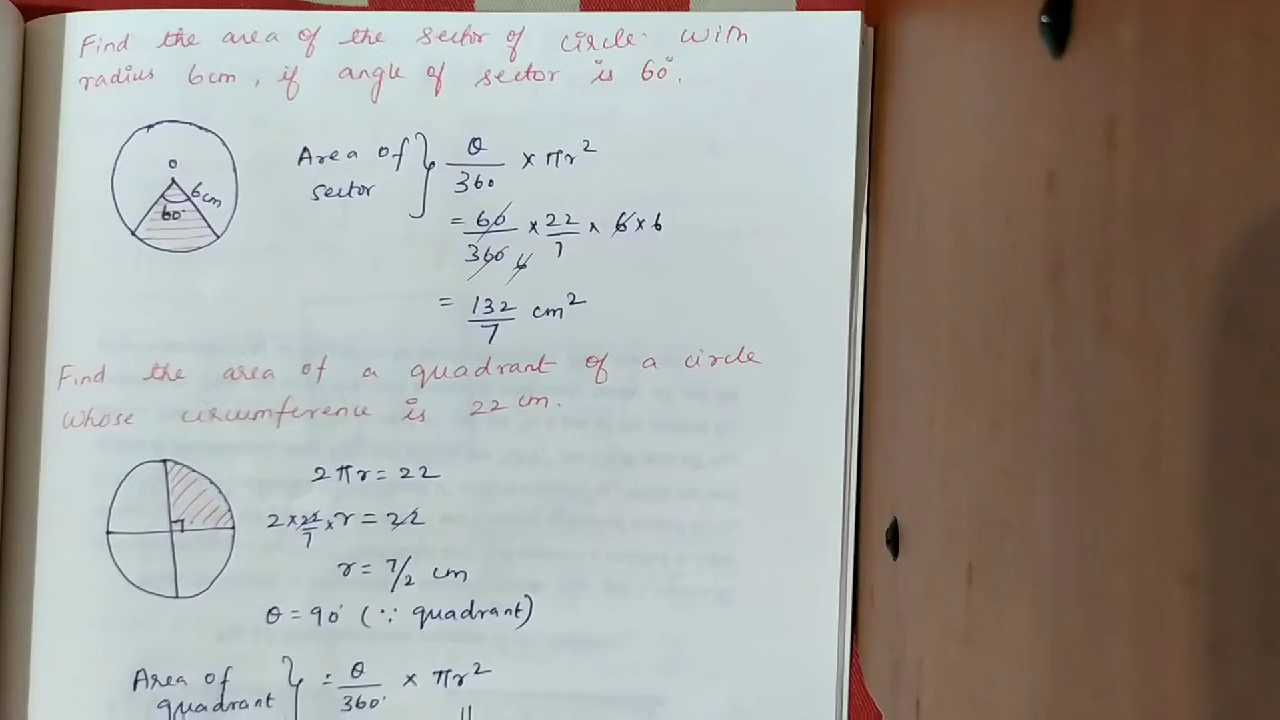 Find the area of the sector of circle with
radius 6cm, if angle of sector is 60°.
o
6cm
60°
Area of sector } θ/360 × πr²
= 60/360 × 22/7 × 6 × 6
6
= 132/7 cm²
Find the area of a quadrant of a circle
whose circumference is 22 cm.
2πr = 22
2 × 22/7 × r = 22
r = 7/2 cm
θ = 90° (∵ quadrant)
Area of quadrant } = θ/360° × πr²